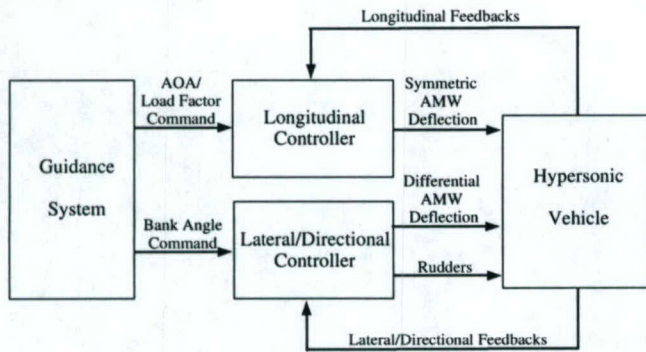 Longitudinal Feedbacks
AOA/
Load Factor
Command
Symmetric
AMW
Deflection
Longitudinal
Controller
Guidance
System
Differential
AMW
Deflection
Hypersonic
Vehicle
Bank Angle
Command
Lateral/Directional
Controller
Rudders
Lateral/Directional Feedbacks